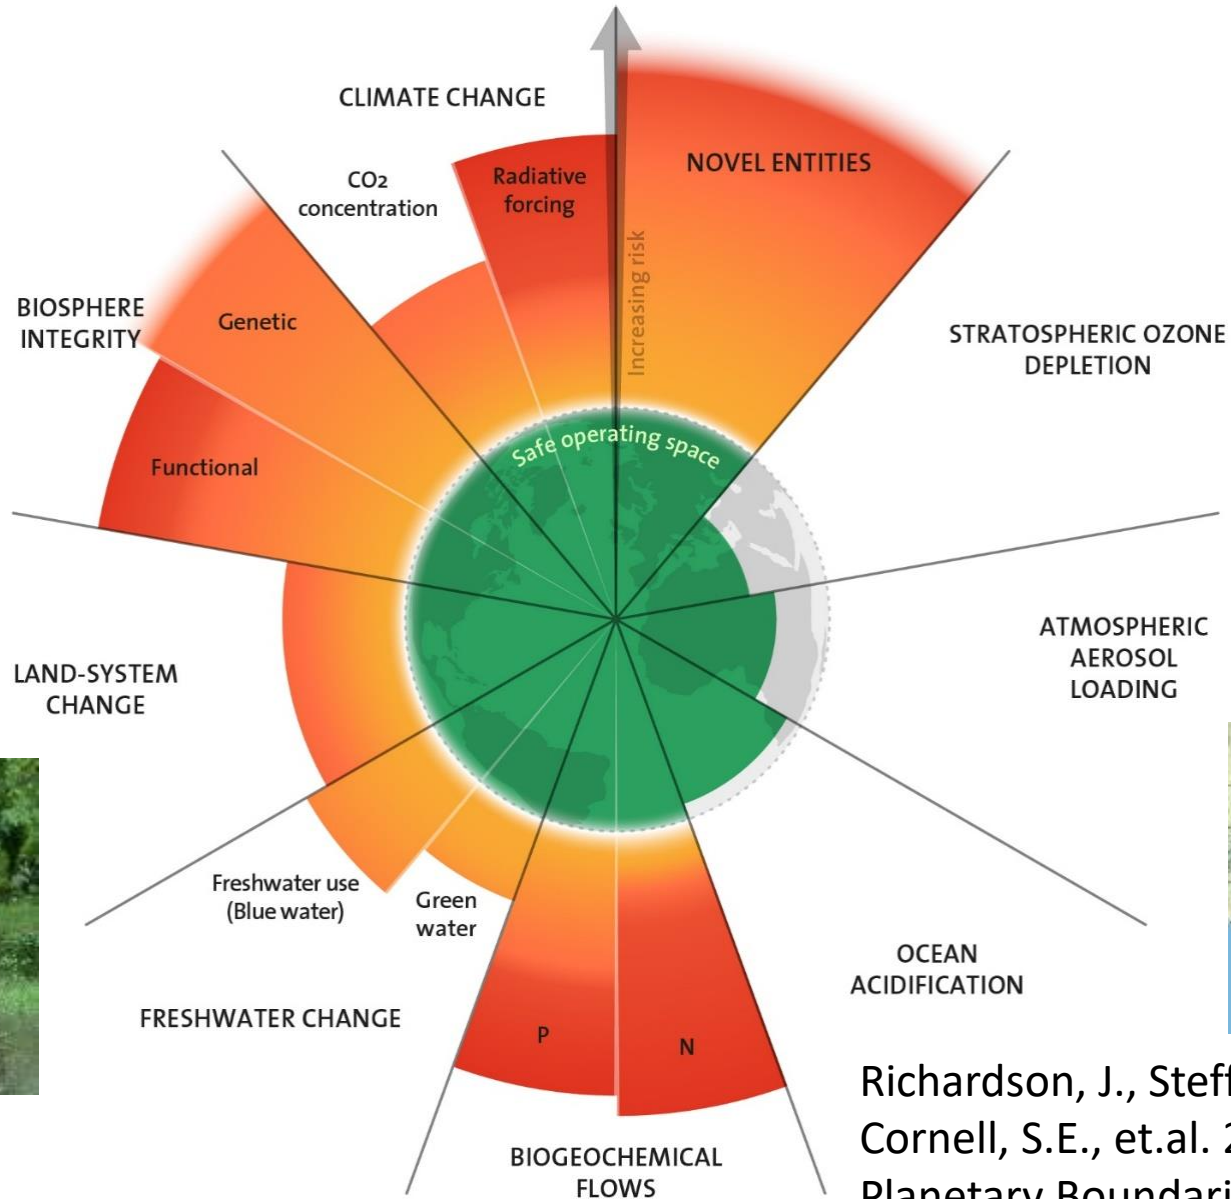 CLIMATE CHANGE
CO2
concentration
Radiative
forcing
NOVEL ENTITIES
Increasing risk
BIOSPHERE
INTEGRITY
Genetic
STRATOSPHERIC OZONE
DEPLETION
Safe operating space
Functional
LAND-SYSTEM
CHANGE
ATMOSPHERIC
AEROSOL
LOADING
Freshwater use
(Blue water)
Green
water
OCEAN
ACIDIFICATION
FRESHWATER CHANGE
P
N
BIOGEOCHEMICAL
FLOWS
Richardson, J., Steff
Cornell, S.E., et.al. 2
Planetary Boundari